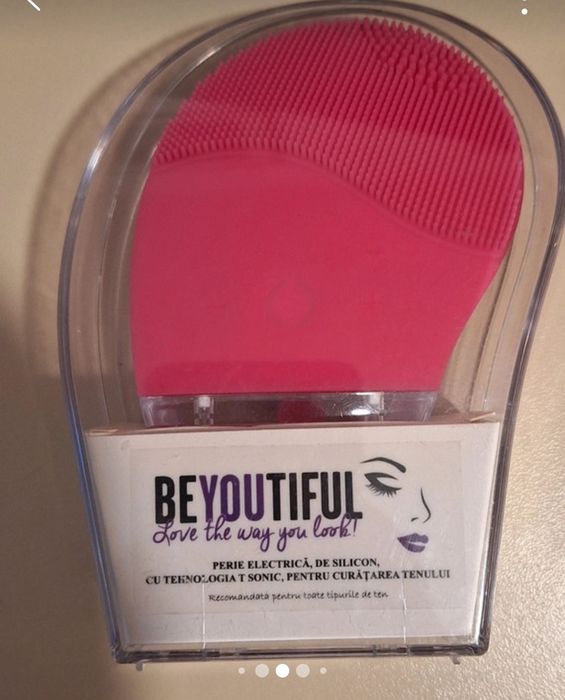 BEYOUTIFUL
Love the way you look!
PERIE ELECTRICĂ, DE SILICON,
CU TEHNOLOGIA T SONIC, PENTRU CURĂȚAREA TENULUI
Recomandată pentru toate tipurile de ten